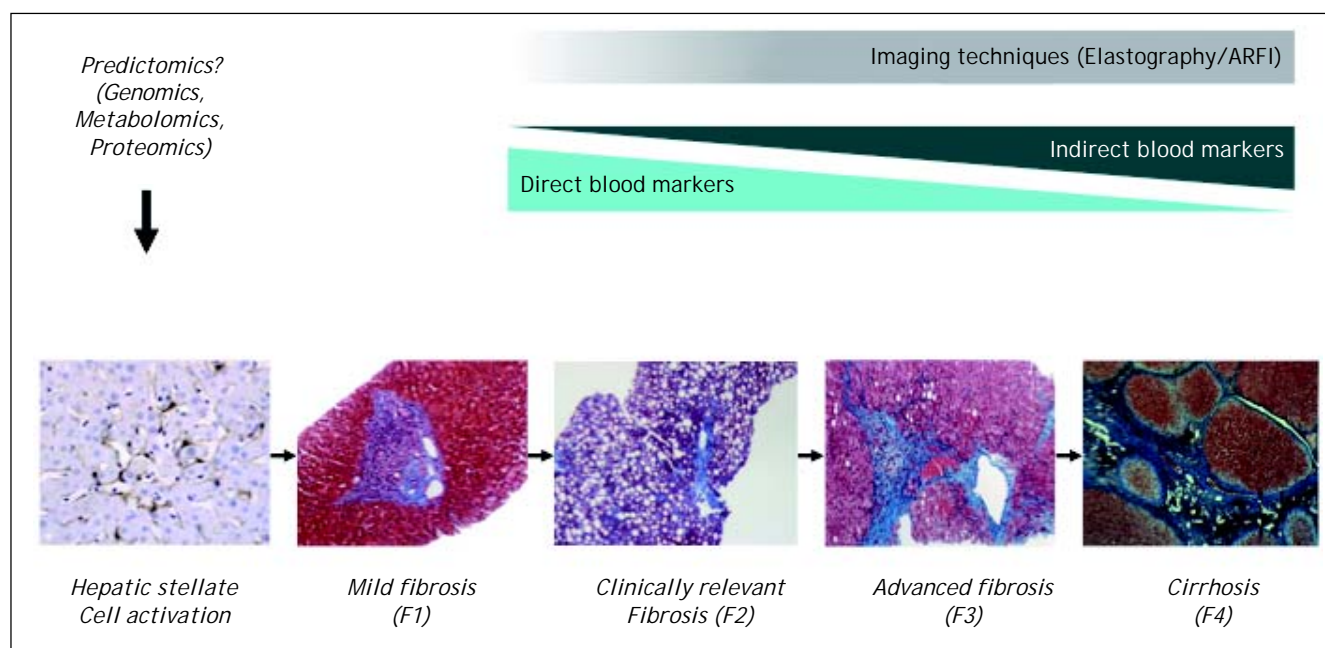 Predictomics?
(Genomics,
Metabolomics,
Proteomics)
Imaging techniques (Elastography/ARFI)
Indirect blood markers
Direct blood markers
Hepatic stellate
Cell activation
Mild fibrosis
(F1)
Clinically relevant
Fibrosis (F2)
Advanced fibrosis
(F3)
Cirrhosis
(F4)